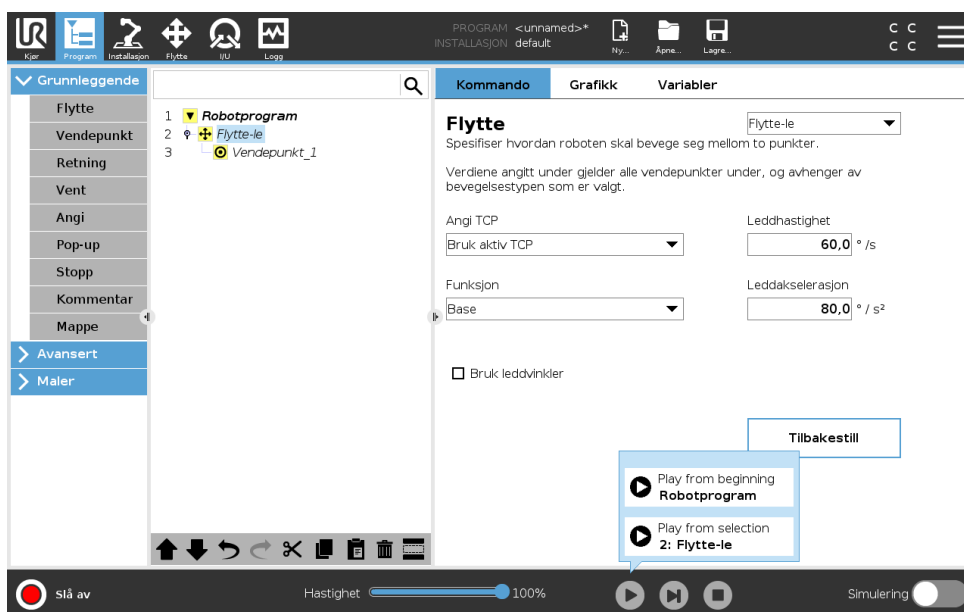 UR
Kjør
Program
Installasjon
Flytte
I/U
Logg
PROGRAM <unnamed>*
INSTALLASJON default
Ny...
Åpne...
Lagre...
C C
C C
Grunnleggende
Flytte
Vendepunkt
Retning
Vent
Angi
Pop-up
Stopp
Kommentar
Mappe
Avansert
Maler
1 Robotprogram
2 Flytte-le
3 Vendepunkt_1
Kommando Grafikk Variabler
Flytte
Flytte-le
Spesifiser hvordan roboten skal bevege seg mellom to punkter.
Verdiene angitt under gjelder alle vendepunkter under, og avhenger av
bevegelsestypen som er valgt.
Angi TCP
Bruk aktiv TCP
Leddhastighet
60,0 ° /s
Funksjon
Base
Leddakselerasjon
80,0 ° / s²
Bruk leddvinkler
Tilbakestill
Play from beginning
Robotprogram
Play from selection
2: Flytte-le
Slå av
Hastighet 100%
Simulering